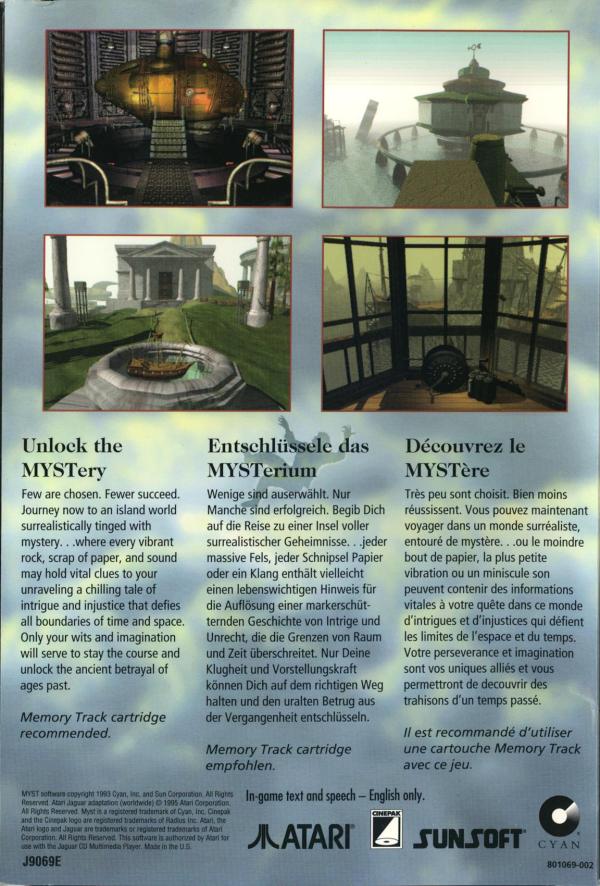 Unlock the
MYSTery
Few are chosen. Fewer succeed.
Journey now to an island world
surrealistically tinged with
mystery. . .where every vibrant
rock, scrap of paper, and sound
may hold vital clues to your
unraveling a chilling tale of
intrigue and injustice that defies
all boundaries of time and space.
Only your wits and imagination
will serve to stay the course and
unlock the ancient betrayal of
ages past.
Memory Track cartridge
recommended.
Entschlüssele das
MYSTerium
Wenige sind auserwählt. Nur
Manche sind erfolgreich. Begib Dich
auf die Reise zu einer Insel voller
surrealistischer Geheimnisse. . .jeder
massive Fels, jeder Schnipsel Papier
oder ein Klang enthält vielleicht
einen lebenswichtigen Hinweis für
die Auflösung einer markerschüt-
ternden Geschichte von Intrige und
Unrecht, die die Grenzen von Raum
und Zeit überschreitet. Nur Deine
Klugheit und Vorstellungskraft
können Dich auf dem richtigen Weg
halten und den uralten Betrug aus
der Vergangenheit entschlüsseln.
Memory Track cartridge
empfohlen.
Découvrez le
MYSTère
Très peu sont choisit. Bien moins
réussissent. Vous pouvez maintenant
voyager dans un monde surréaliste,
entouré de mystère. . .ou le moindre
bout de papier, la plus petite
vibration ou un miniscule son
peuvent contenir des informations
vitales à votre quête dans ce monde
d'intrigues et d'injustices qui défient
les limites de l'espace et du temps.
Votre perseverance et imagination
sont vos uniques alliés et vous
permettront de decouvrir des
trahisons d'un temps passé.
Il est recommandé d'utiliser
une cartouche Memory Track
avec ce jeu.
MYST software copyright 1993 Cyan, Inc. and Sun Corporation. All Rights
Reserved. Atari Jaguar adaptation (worldwide) © 1995 Atari Corporation.
All Rights Reserved. Myst is a registered trademark of Cyan, Inc. Cinepak
and the Cinepak logo are registered trademarks of Radius Inc. Atari, the
Atari logo and Jaguar are trademarks or registered trademarks of Atari
Corporation. All Rights Reserved. This software is authorized by Atari for
use with the Jaguar CD Multimedia Player. Made in the U.S.
J9069E
In-game text and speech – English only.
ATARI®
CINEPAK
SUNSOFT®
CYAN
801069-002